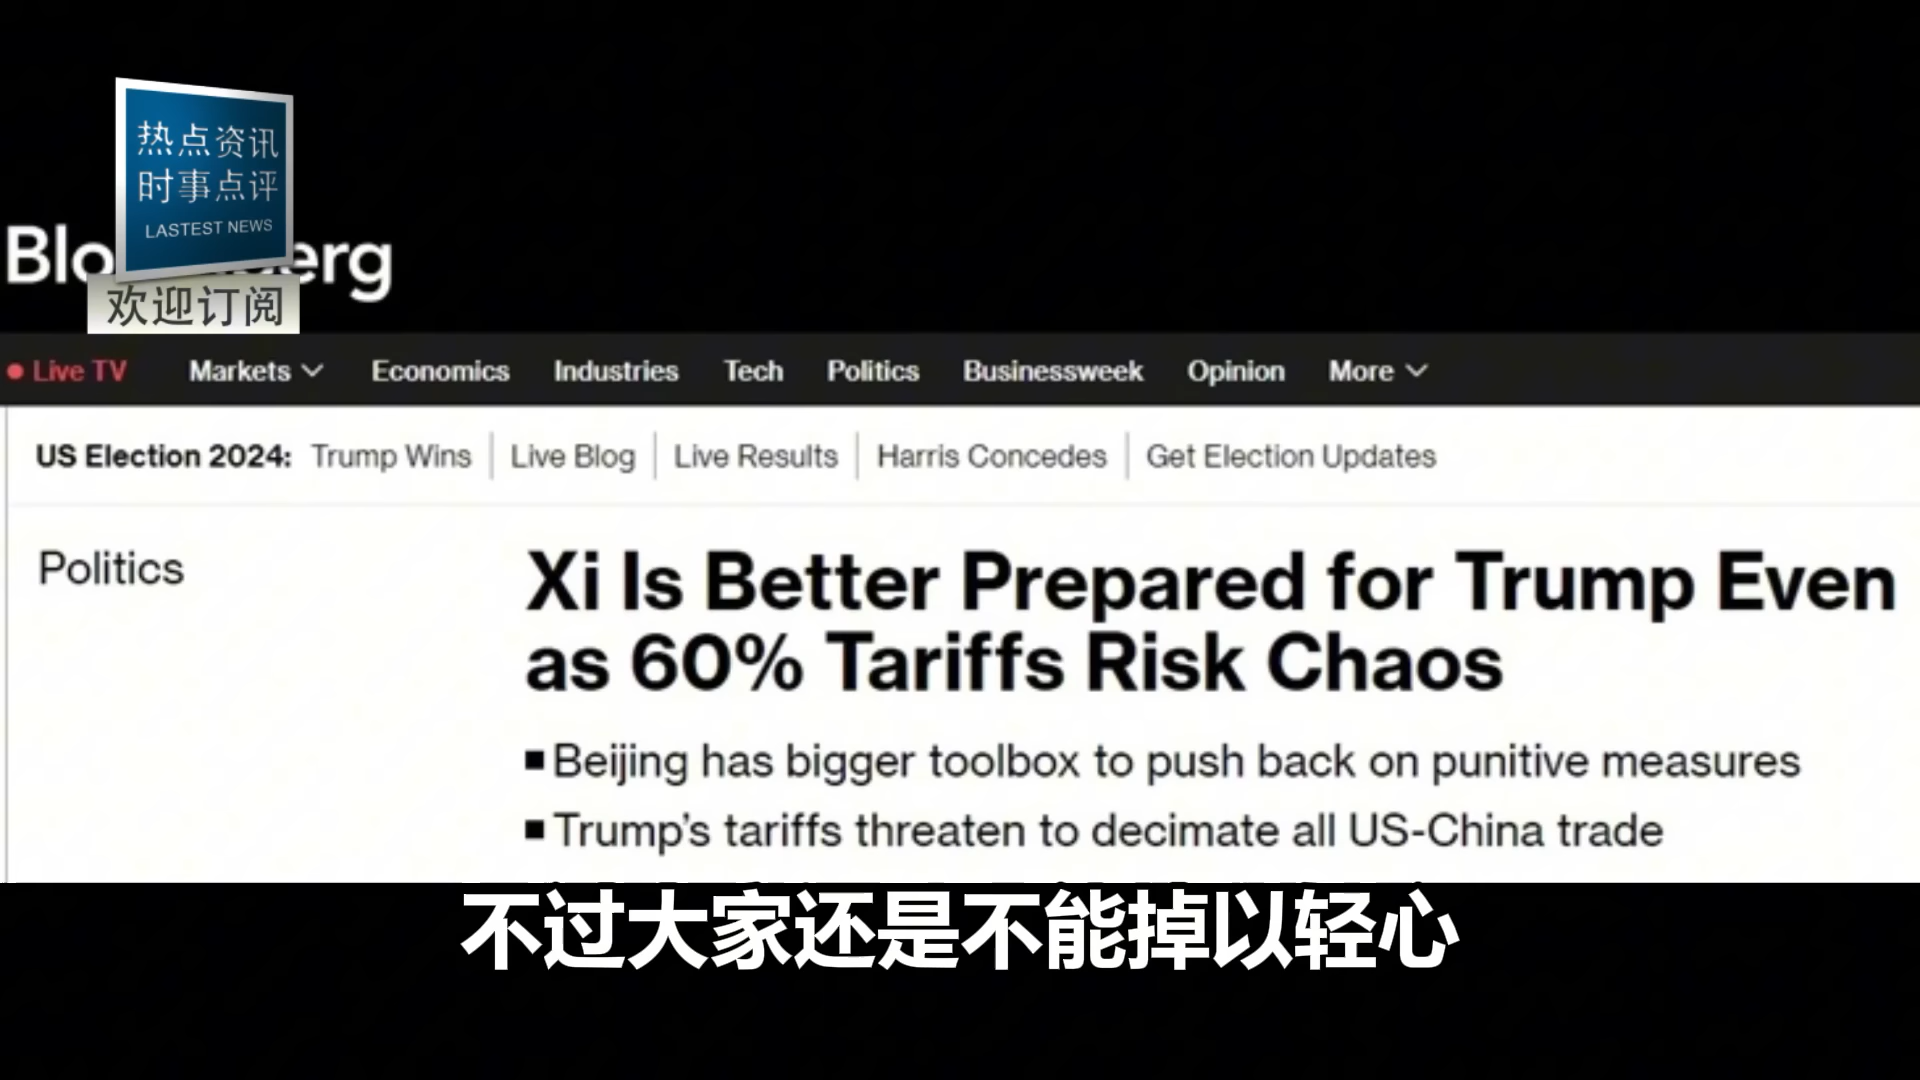 热点资讯
时事点评
LASTEST NEWS
欢迎订阅
Live TV Markets Economics Industries Tech Politics Businessweek Opinion More
US Election 2024: Trump Wins Live Blog Live Results Harris Concedes Get Election Updates
Politics
Xi Is Better Prepared for Trump Even
as 60% Tariffs Risk Chaos
Beijing has bigger toolbox to push back on punitive measures
Trump's tariffs threaten to decimate all US-China trade
不过大家还是不能掉以轻心